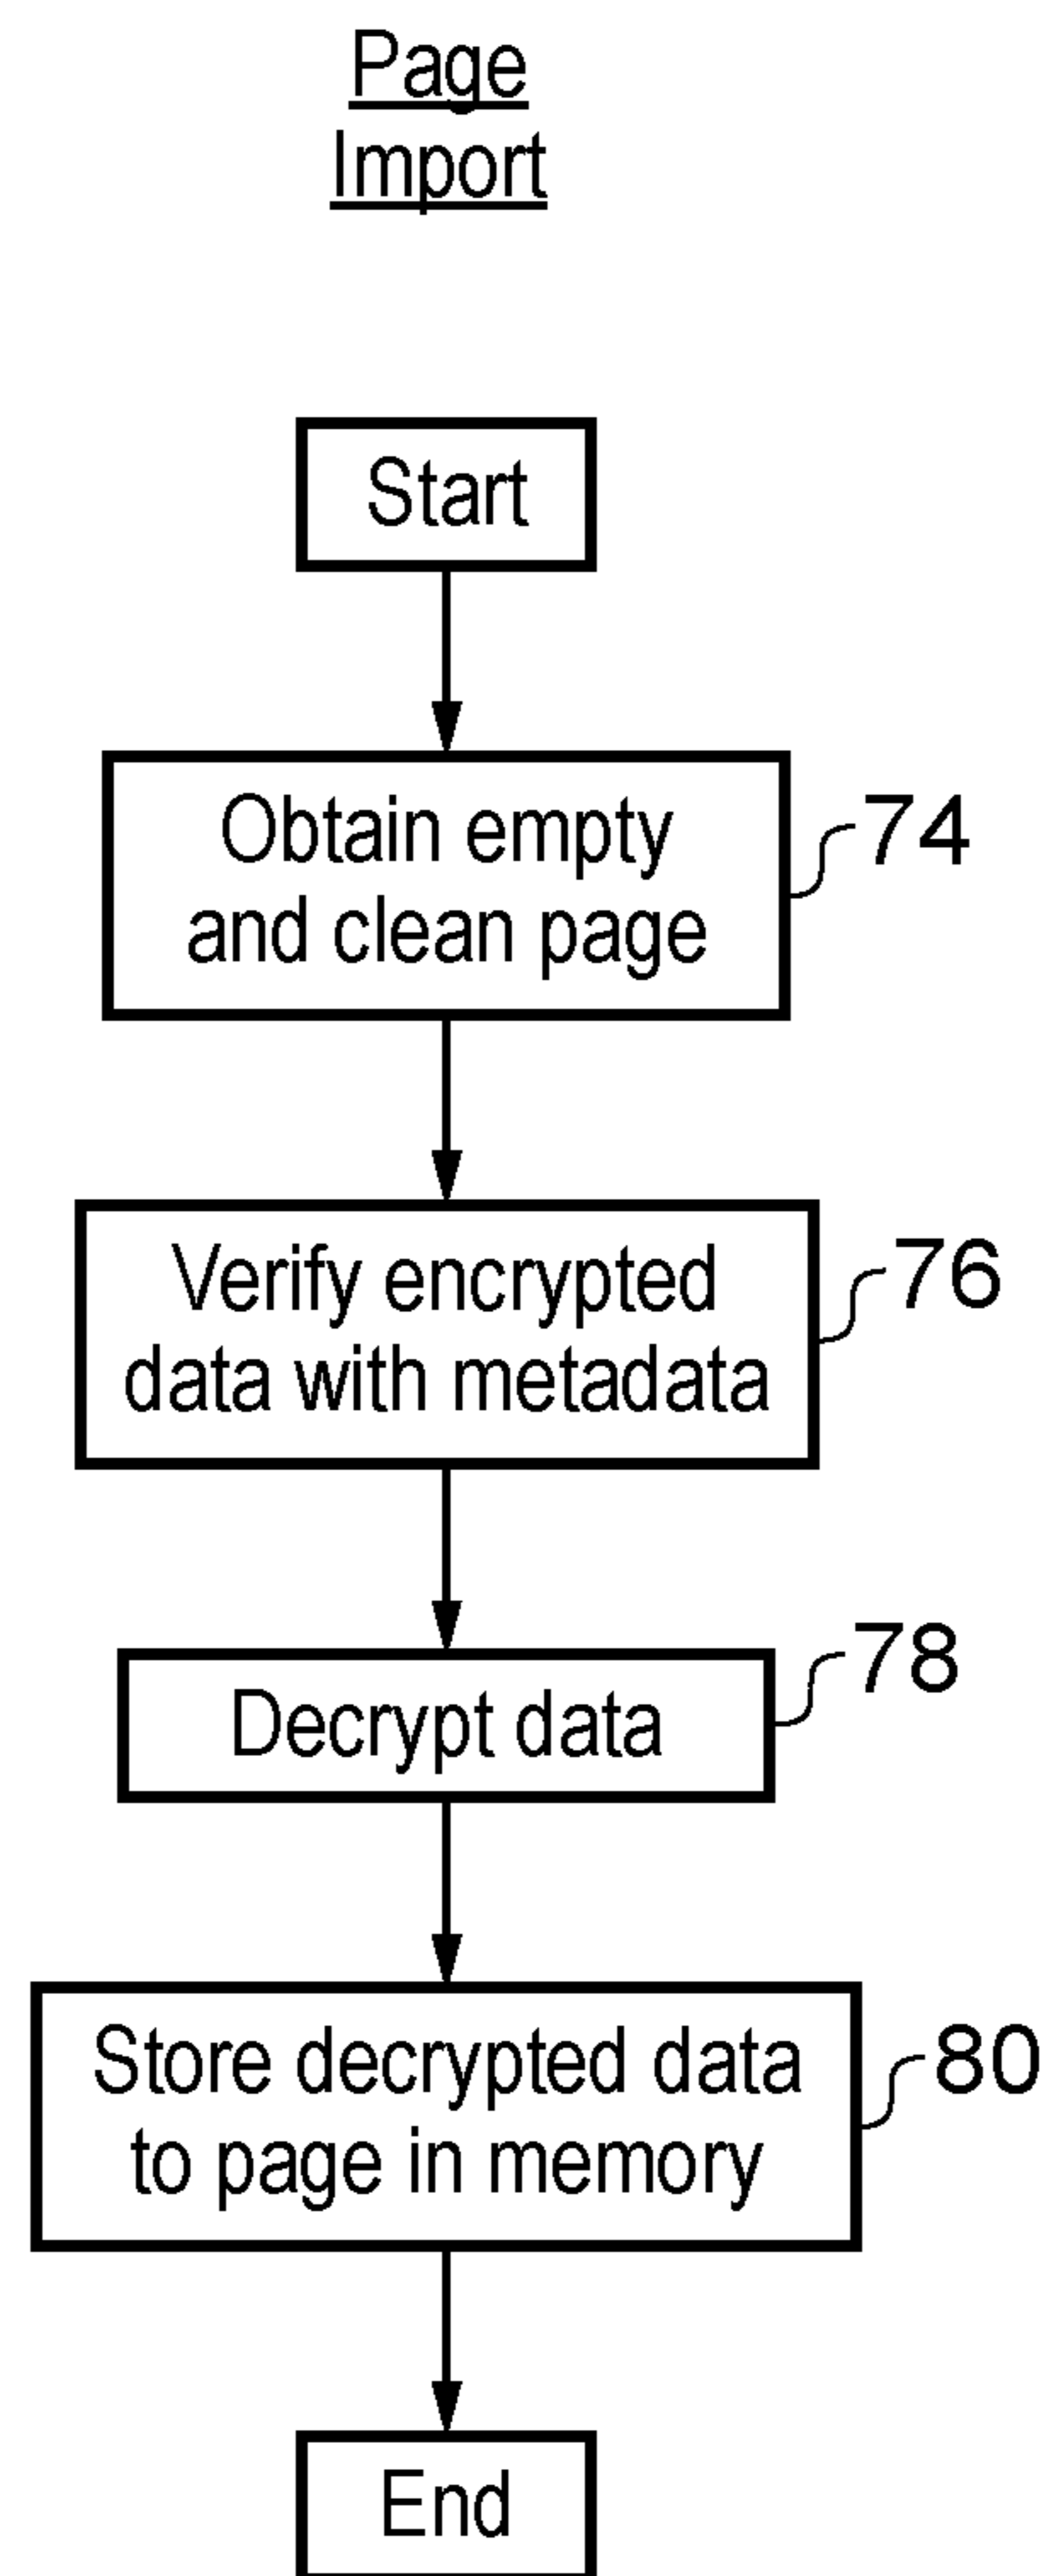 Page
Import
Start
Obtain empty
and clean page
74
Verify encrypted
data with metadata
76
Decrypt data
78
Store decrypted data
to page in memory
80
End